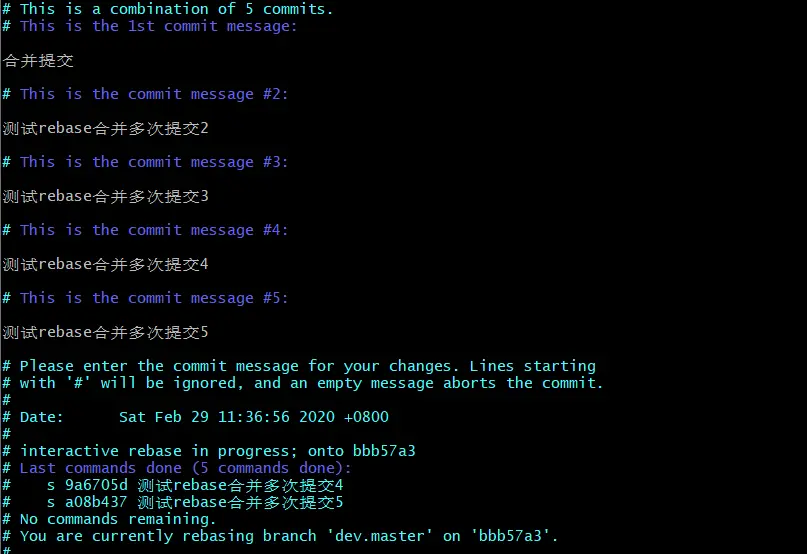 # This is a combination of 5 commits.
# This is the 1st commit message:
合并提交
# This is the commit message #2:
测试rebase合并多次提交2
# This is the commit message #3:
测试rebase合并多次提交3
# This is the commit message #4:
测试rebase合并多次提交4
# This is the commit message #5:
测试rebase合并多次提交5
# Please enter the commit message for your changes. Lines starting
# with '#' will be ignored, and an empty message aborts the commit.
#
# Date:      Sat Feb 29 11:36:56 2020 +0800
#
# interactive rebase in progress; onto bbb57a3
# Last commands done (5 commands done):
#    s 9a6705d 测试rebase合并多次提交4
#    s a08b437 测试rebase合并多次提交5
# No commands remaining.
# You are currently rebasing branch 'dev.master' on 'bbb57a3'.
#